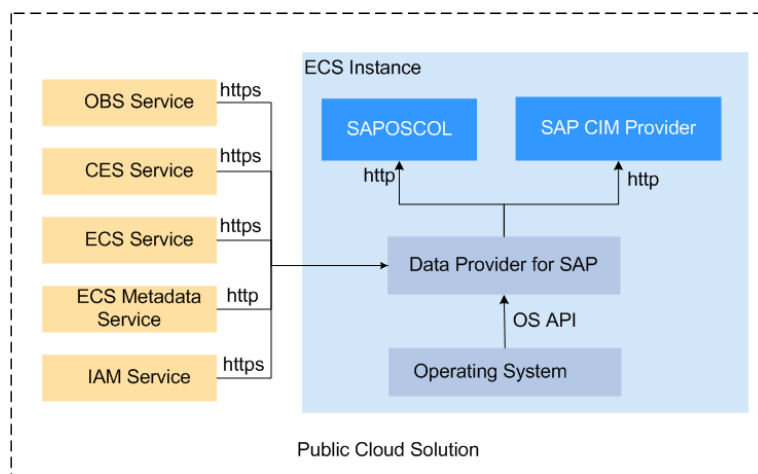 ECS Instance
https
OBS Service
SAPOSCOL
SAP CIM Provider
https
CES Service
http
http
https
ECS Service
Data Provider for SAP
ECS Metadata
Service
http
OS API
https
IAM Service
Operating System
Public Cloud Solution